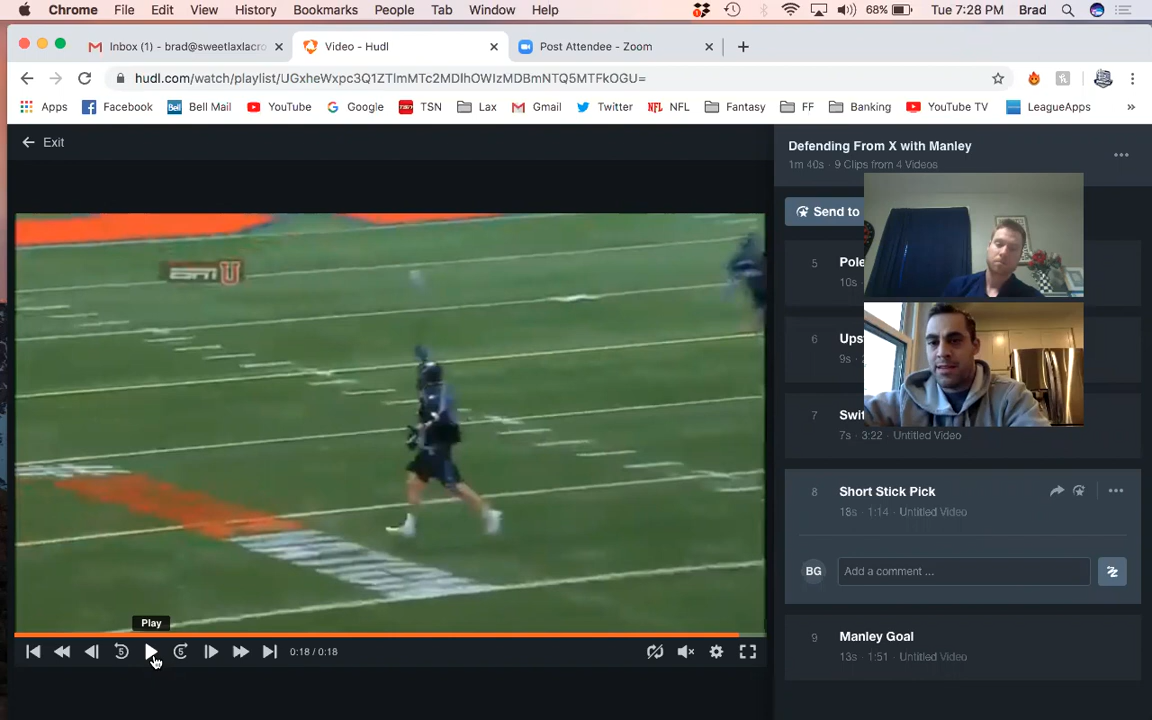 Chrome File Edit View History Bookmarks People Tab Window Help 68% Tue 7:28 PM Brad
Inbox (1) - brad@sweetlaxlacro Video - Hudl Post Attendee - Zoom
hudl.com/watch/playlist/UGxheWxpc3Q1ZTlmMTc2MDlhOWIzMDBmNTQ5MTFkOGU=
Apps Facebook Bell Mail YouTube Google TSN Lax Gmail Twitter NFL Fantasy FF Banking YouTube TV LeagueApps »
Exit
Defending From X with Manley
1m 40s · 9 Clips from 4 Videos
Send to
ESPN U
5 Pole
10s
6 Ups
9s
7 Swit
7s · 3:22 · Untitled Video
8 Short Stick Pick
18s · 1:14 · Untitled Video
BG Add a comment ...
Play
9 Manley Goal
13s · 1:51 · Untitled Video
5 5 0:18 / 0:18